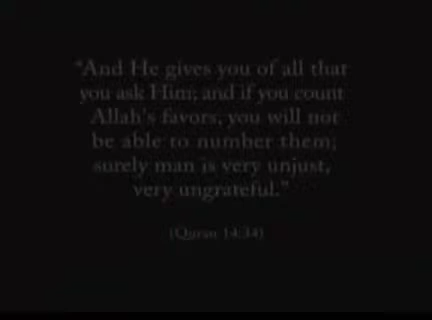 "And He gives you of all that
you ask Him; and if you count
Allah's favors, you will not
be able to number them;
surely man is very unjust,
very ungrateful."
(Quran 14:34)